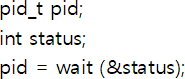 pid_t pid;
int status;
pid = wait (&status);